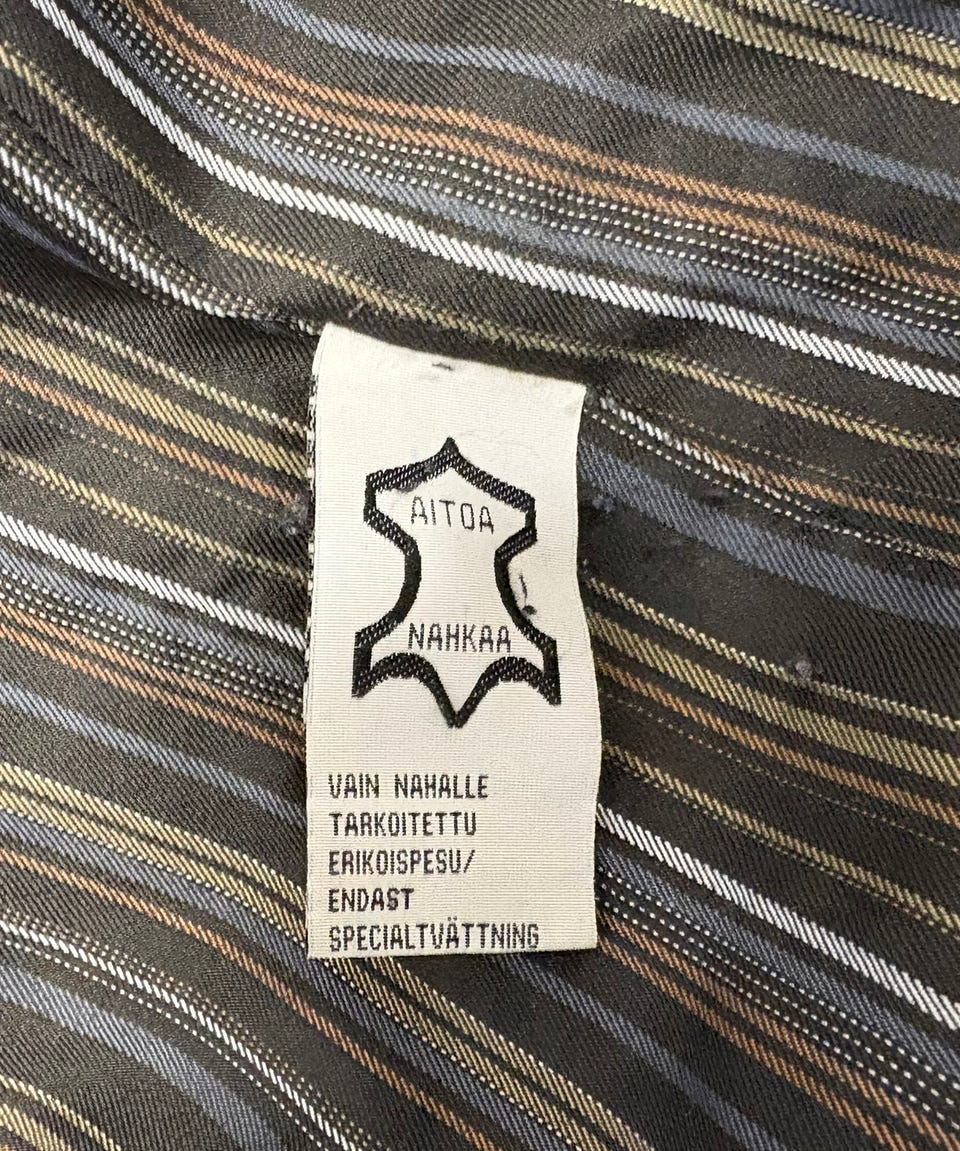 AITOA
NAHKAA
VAIN NAHALLE
TARKOITETTU
ERIKOISPESU/
ENDAST
SPECIALTVÄTTNING